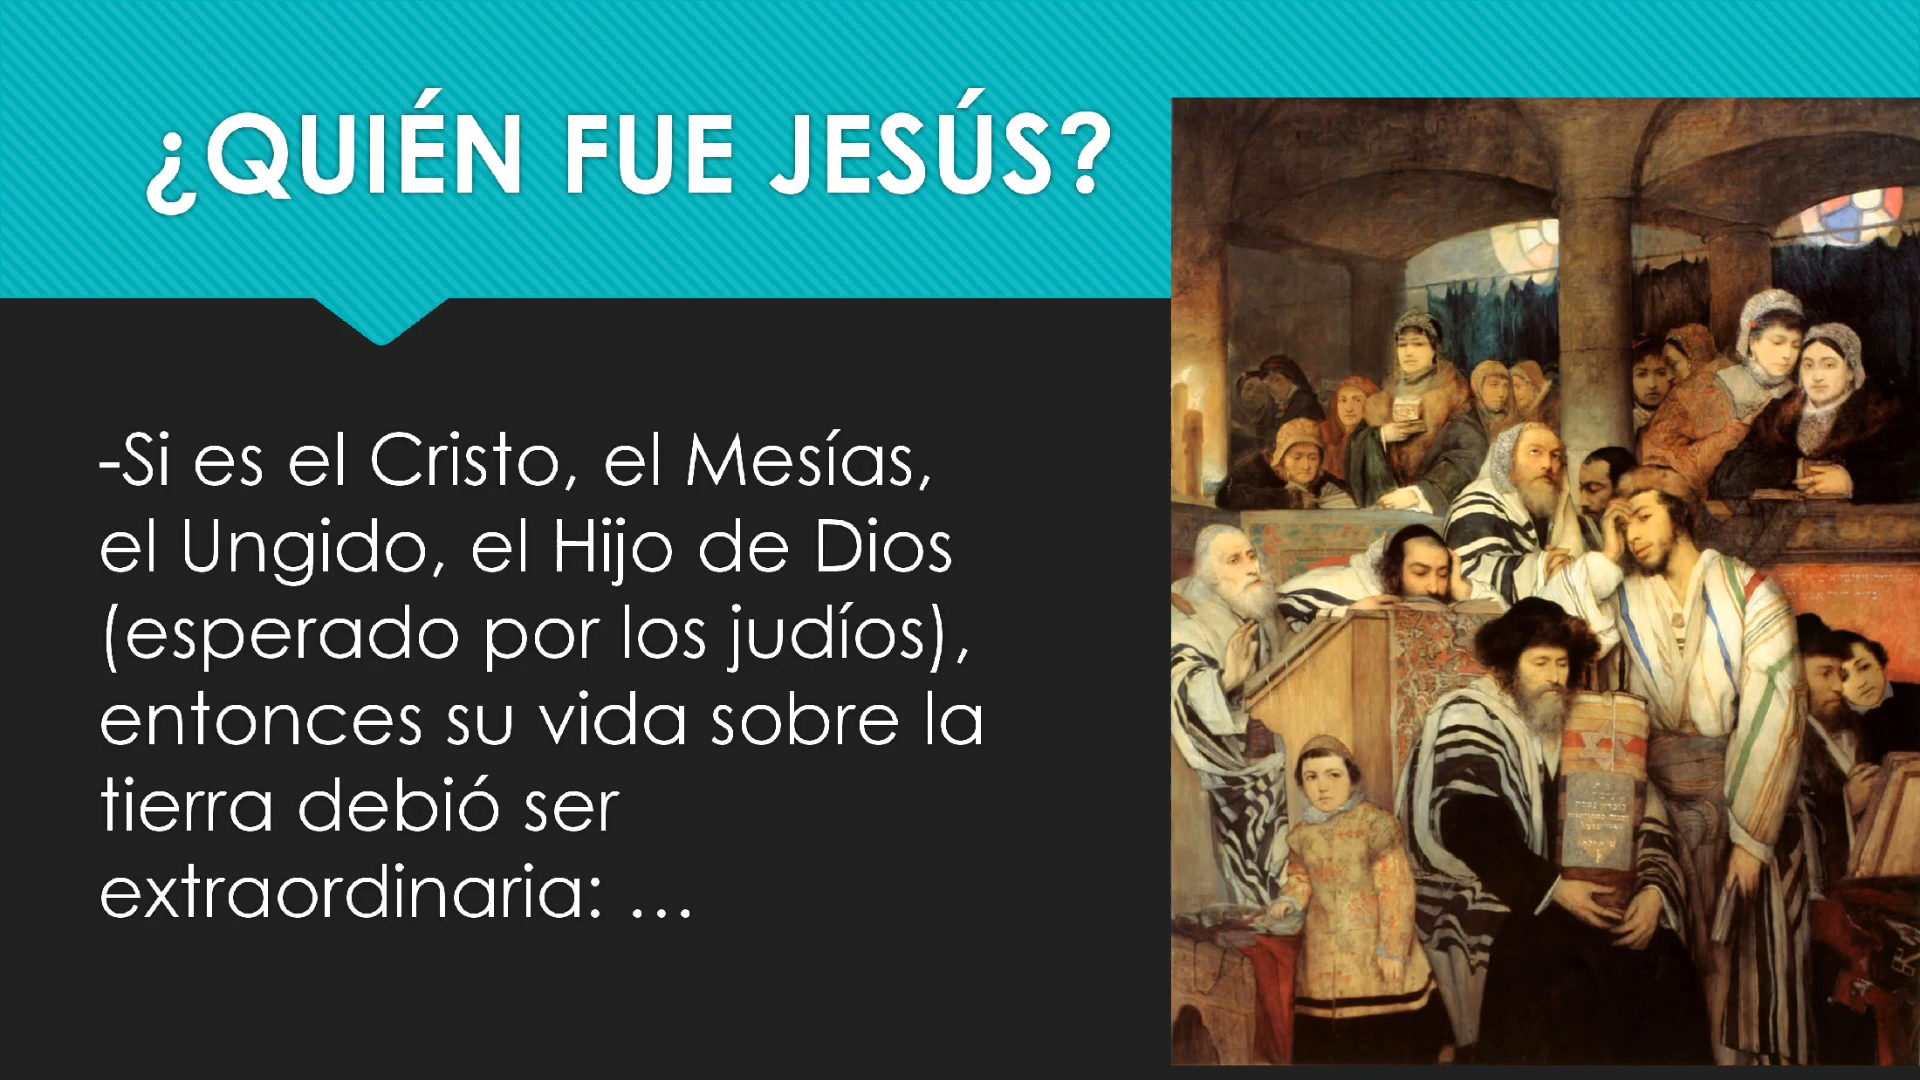 ¿QUIÉN FUE JESÚS?
-Si es el Cristo, el Mesías,
el Ungido, el Hijo de Dios
(esperado por los judíos),
entonces su vida sobre la
tierra debió ser
extraordinaria: ...